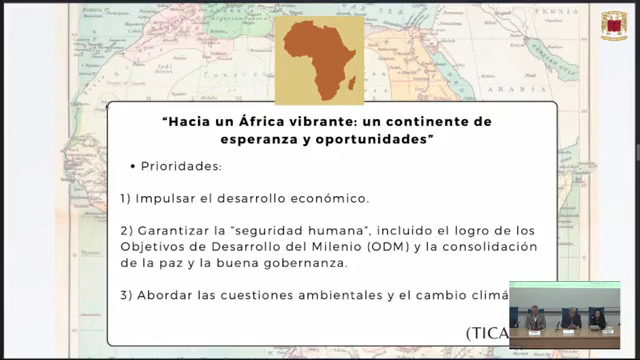 “Hacia un África vibrante: un continente de
esperanza y oportunidades”
• Prioridades:
1) Impulsar el desarrollo económico.
2) Garantizar la “seguridad humana”, incluido el logro de los
Objetivos de Desarrollo del Milenio (ODM) y la consolidación
de la paz y la buena gobernanza.
3) Abordar las cuestiones ambientales y el cambio
ARABIA